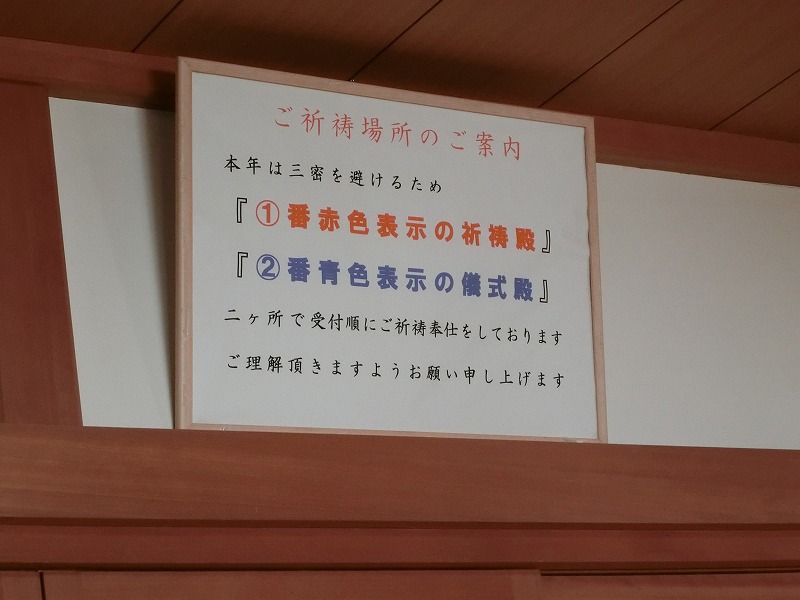 ご祈祷場所のご案内
本年は三密を避けるため
『①番赤色表示の祈祷殿』
『②番青色表示の儀式殿』
二ヶ所で受付順にご祈祷奉仕をしております
ご理解頂きますようお願い申し上げます